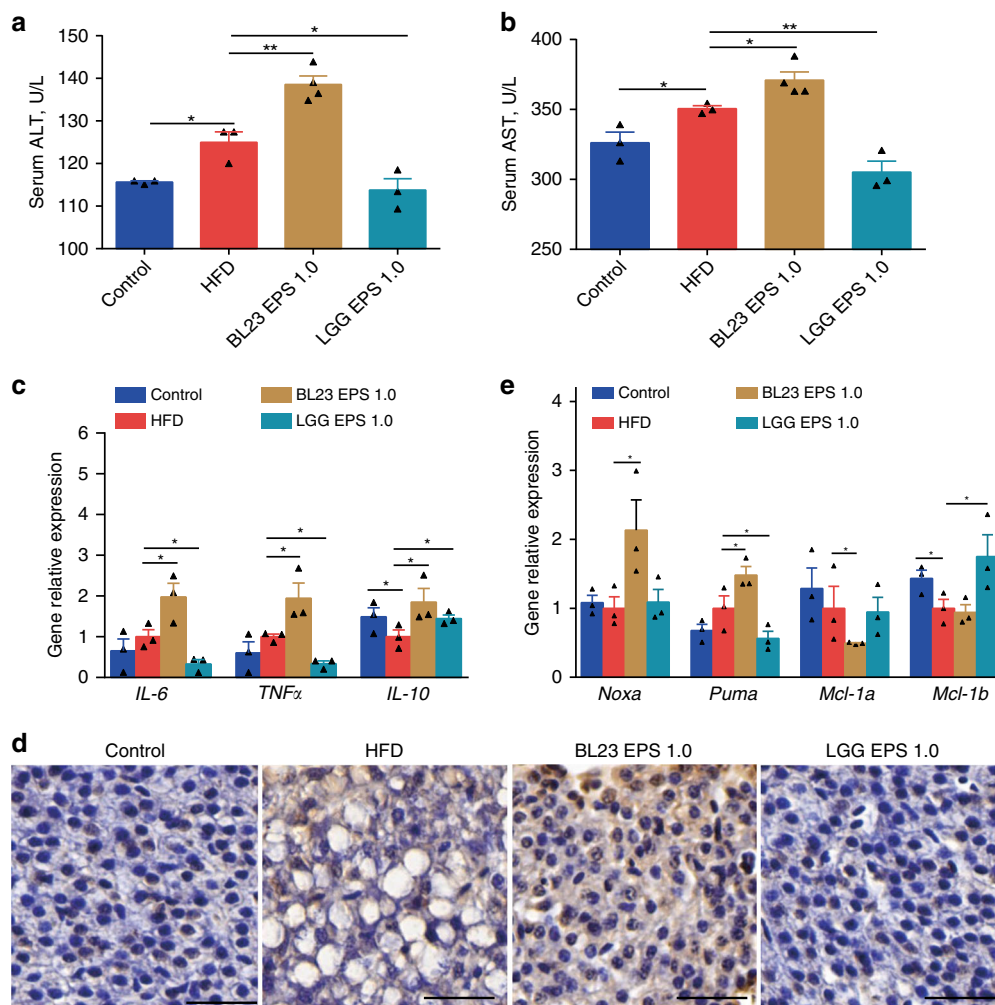 a
Serum ALT, U/L
150
140
130
120
110
100
*
**
*
Control
HFD
BL23 EPS 1.0
LGG EPS 1.0
b
Serum AST, U/L
400
350
300
250
**
*
*
Control
HFD
BL23 EPS 1.0
LGG EPS 1.0
c
Control
HFD
BL23 EPS 1.0
LGG EPS 1.0
Gene relative expression
6
5
4
3
2
1
0
*
*
*
*
*
*
*
IL-6
TNFα
IL-10
e
Control
HFD
BL23 EPS 1.0
LGG EPS 1.0
Gene relative expression
4
3
2
1
0
*
*
*
*
*
*
Noxa
Puma
Mcl-1a
Mcl-1b
d
Control
HFD
BL23 EPS 1.0
LGG EPS 1.0